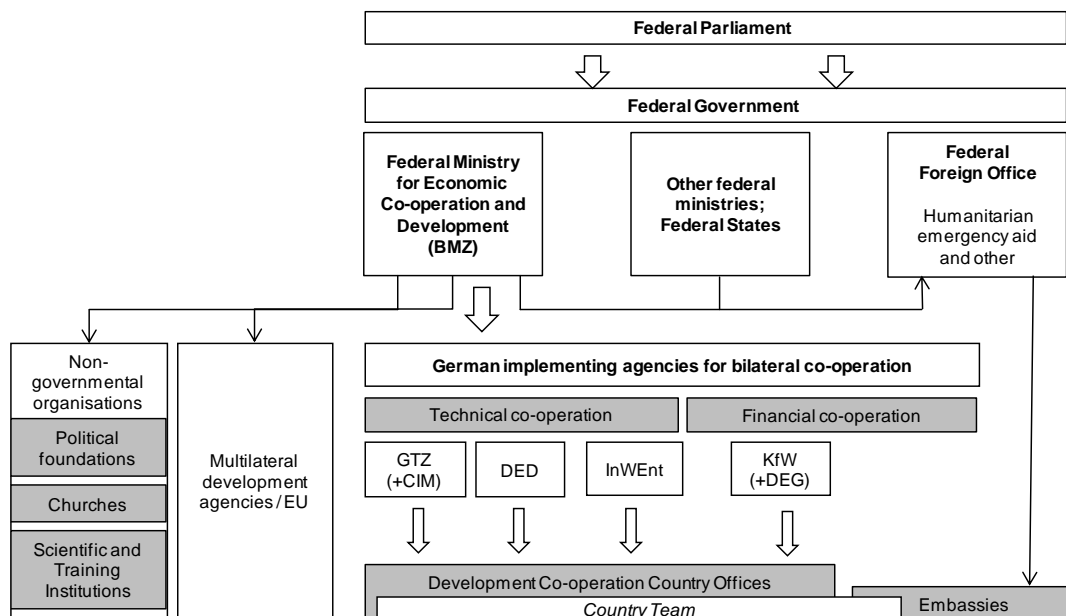 Federal Parliament
Federal Government
Federal Ministry
for Economic
Co-operation and
Development
(BMZ)
Other federal
ministries;
Federal States
Federal
Foreign Office
Humanitarian
emergency aid
and other
Non-
governmental
organisations
Political
foundations
Churches
Scientific and
Training
Institutions
Multilateral
development
agencies / EU
German implementing agencies for bilateral co-operation
Technical co-operation
Financial co-operation
GTZ
(+CIM)
DED
InWEnt
KfW
(+DEG)
Development Co-operation Country Offices
Country Team
Embassies